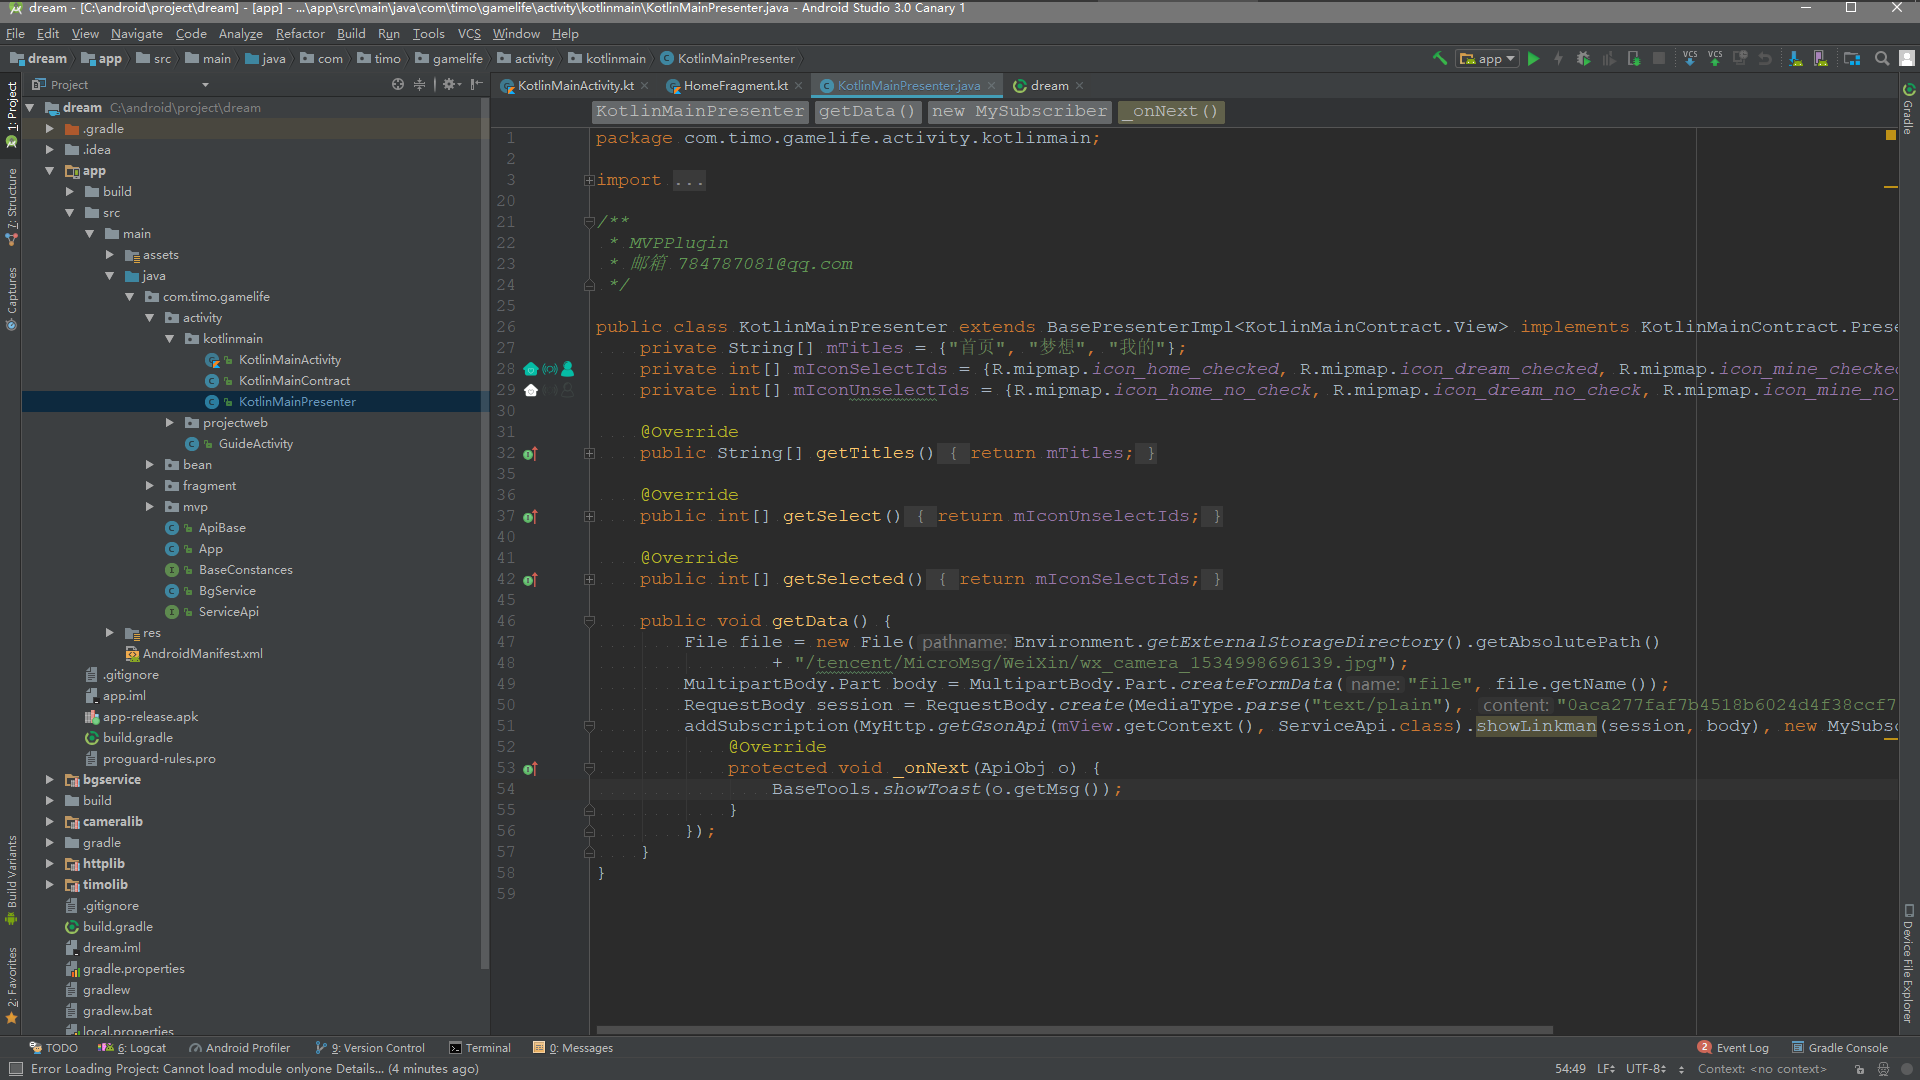 dream - [C:\android\project\dream] - [app] - ...\app\src\main\java\com\timo\gamelife\activity\kotlinmain\KotlinMainPresenter.java - Android Studio 3.0 Canary 1
File Edit View Navigate Code Analyze Refactor Build Run Tools VCS Window Help
dream app src main java com timo gamelife activity kotlinmain KotlinMainPresenter
app
VCS VCS
Project
KotlinMainActivity.kt HomeFragment.kt KotlinMainPresenter.java dream
KotlinMainPresenter getData() new MySubscriber _onNext()
1: Project
7: Structure
Captures
Build Variants
2: Favorites
dream C:\android\project\dream
.gradle
.idea
app
build
src
main
assets
java
com.timo.gamelife
activity
kotlinmain
KotlinMainActivity
KotlinMainContract
KotlinMainPresenter
projectweb
GuideActivity
bean
fragment
mvp
ApiBase
App
BaseConstances
BgService
ServiceApi
res
AndroidManifest.xml
.gitignore
app.iml
app-release.apk
build.gradle
proguard-rules.pro
bgservice
build
cameralib
gradle
httplib
timolib
.gitignore
build.gradle
dream.iml
gradle.properties
gradlew
gradlew.bat
local.properties
1 package com.timo.gamelife.activity.kotlinmain;
2
3 import ...
20
21 /**
22 * MVPPlugin
23 * 邮箱 784787081@qq.com
24 */
25
26 public class KotlinMainPresenter extends BasePresenterImpl<KotlinMainContract.View> implements KotlinMainContract.Prese
27 private String[] mTitles = {"首页", "梦想", "我的"};
28 private int[] mIconSelectIds = {R.mipmap.icon_home_checked, R.mipmap.icon_dream_checked, R.mipmap.icon_mine_checked
29 private int[] mIconUnselectIds = {R.mipmap.icon_home_no_check, R.mipmap.icon_dream_no_check, R.mipmap.icon_mine_no_
30
31 @Override
32 public String[] getTitles() { return mTitles; }
35
36 @Override
37 public int[] getSelect() { return mIconUnselectIds; }
40
41 @Override
42 public int[] getSelected() { return mIconSelectIds; }
45
46 public void getData() {
47 File file = new File( pathname: Environment.getExternalStorageDirectory().getAbsolutePath()
48 + "/tencent/MicroMsg/WeiXin/wx_camera_1534998696139.jpg");
49 MultipartBody.Part body = MultipartBody.Part.createFormData( name: "file", file.getName());
50 RequestBody session = RequestBody.create(MediaType.parse("text/plain"), content: "0aca277faf7b4518b6024d4f38ccf7
51 addSubscription(MyHttp.getGsonApi(mView.getContext(), ServiceApi.class).showLinkman(session, body), new MySubsc
52 @Override
53 protected void _onNext(ApiObj o) {
54 BaseTools.showToast(o.getMsg());
55 }
56 });
57 }
58 }
59
Gradle
Device File Explorer
TODO 6: Logcat Android Profiler 9: Version Control Terminal 0: Messages 2 Event Log Gradle Console
Error Loading Project: Cannot load module onlyone Details... (4 minutes ago) 54:49 LF UTF-8 Context: <no context>